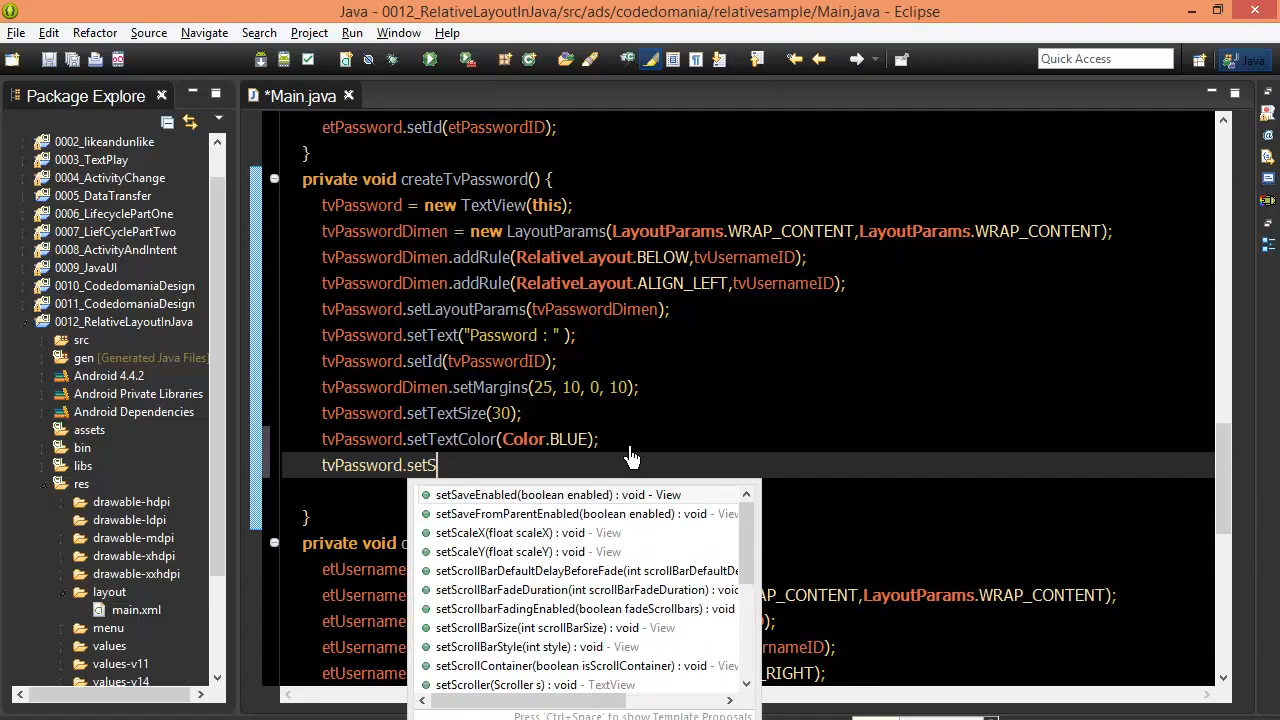 Java - 0012_RelativeLayoutInJava/src/ads/codedomania/relativesample/Main.java - Eclipse
File Edit Refactor Source Navigate Search Project Run Window Help
Quick Access
Java
Package Explore
*Main.java
0002_likeandunlike
0003_TextPlay
0004_ActivityChange
0005_DataTransfer
0006_LifecyclePartOne
0007_LiefCyclePartTwo
0008_ActivityAndIntent
0009_JavaUI
0010_CodedomaniaDesign
0011_CodedomaniaDesign
0012_RelativeLayoutInJava
src
gen [Generated Java Files]
Android 4.4.2
Android Private Libraries
Android Dependencies
assets
bin
libs
res
drawable-hdpi
drawable-ldpi
drawable-mdpi
drawable-xhdpi
drawable-xxhdpi
layout
main.xml
menu
values
values-v11
values-v14
etPassword.setId(etPasswordID);
}
private void createTvPassword() {
tvPassword = new TextView(this);
tvPasswordDimen = new LayoutParams(LayoutParams.WRAP_CONTENT,LayoutParams.WRAP_CONTENT);
tvPasswordDimen.addRule(RelativeLayout.BELOW,tvUsernameID);
tvPasswordDimen.addRule(RelativeLayout.ALIGN_LEFT,tvUsernameID);
tvPassword.setLayoutParams(tvPasswordDimen);
tvPassword.setText("Password : " );
tvPassword.setId(tvPasswordID);
tvPasswordDimen.setMargins(25, 10, 0, 10);
tvPassword.setTextSize(30);
tvPassword.setTextColor(Color.BLUE);
tvPassword.setS
}
private void c
etUsername
etUsername AP_CONTENT,LayoutParams.WRAP_CONTENT);
etUsername D);
etUsername ernameID);
etUsername _RIGHT);
setSaveEnabled(boolean enabled) : void - View
setSaveFromParentEnabled(boolean enabled) : void - View
setScaleX(float scaleX) : void - View
setScaleY(float scaleY) : void - View
setScrollBarDefaultDelayBeforeFade(int scrollBarDefaultDe
setScrollBarFadeDuration(int scrollBarFadeDuration) : void
setScrollbarFadingEnabled(boolean fadeScrollbars) : void
setScrollBarSize(int scrollBarSize) : void - View
setScrollBarStyle(int style) : void - View
setScrollContainer(boolean isScrollContainer) : void - View
setScroller(Scroller s) : void - TextView
Press 'Ctrl+Space' to show Template Proposals